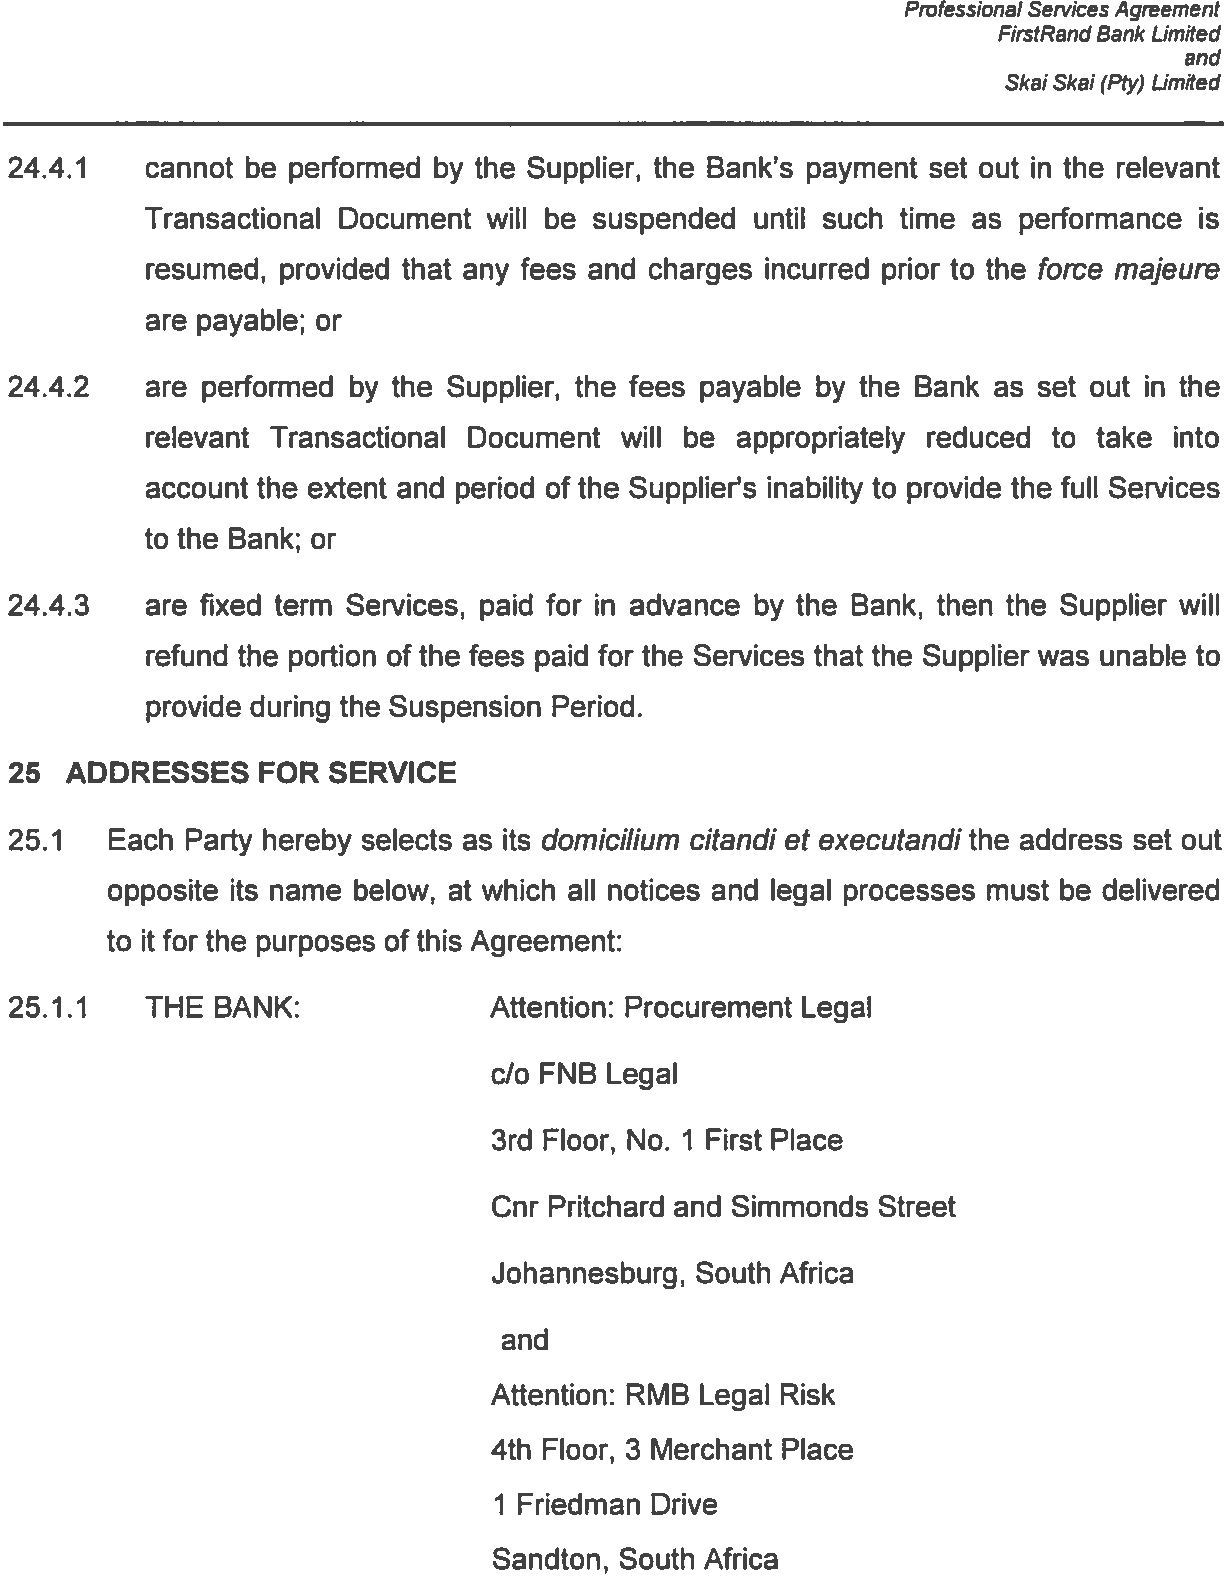 Professional Services Agreement
FirstRand Bank Limited
and
Skai Skai (Pty) Limited
24.4.1 cannot be performed by the Supplier, the Bank's payment set out in the relevant
Transactional Document will be suspended until such time as performance is
resumed, provided that any fees and charges incurred prior to the force majeure
are payable; or
24.4.2 are performed by the Supplier, the fees payable by the Bank as set out in the
relevant Transactional Document will be appropriately reduced to take into
account the extent and period of the Supplier's inability to provide the full Services
to the Bank; or
24.4.3 are fixed term Services, paid for in advance by the Bank, then the Supplier will
refund the portion of the fees paid for the Services that the Supplier was unable to
provide during the Suspension Period.
25 ADDRESSES FOR SERVICE
25.1 Each Party hereby selects as its domicilium citandi et executandi the address set out
opposite its name below, at which all notices and legal processes must be delivered
to it for the purposes of this Agreement:
25.1.1 THE BANK: Attention: Procurement Legal
c/o FNB Legal
3rd Floor, No. 1 First Place
Cnr Pritchard and Simmonds Street
Johannesburg, South Africa
and
Attention: RMB Legal Risk
4th Floor, 3 Merchant Place
1 Friedman Drive
Sandton, South Africa